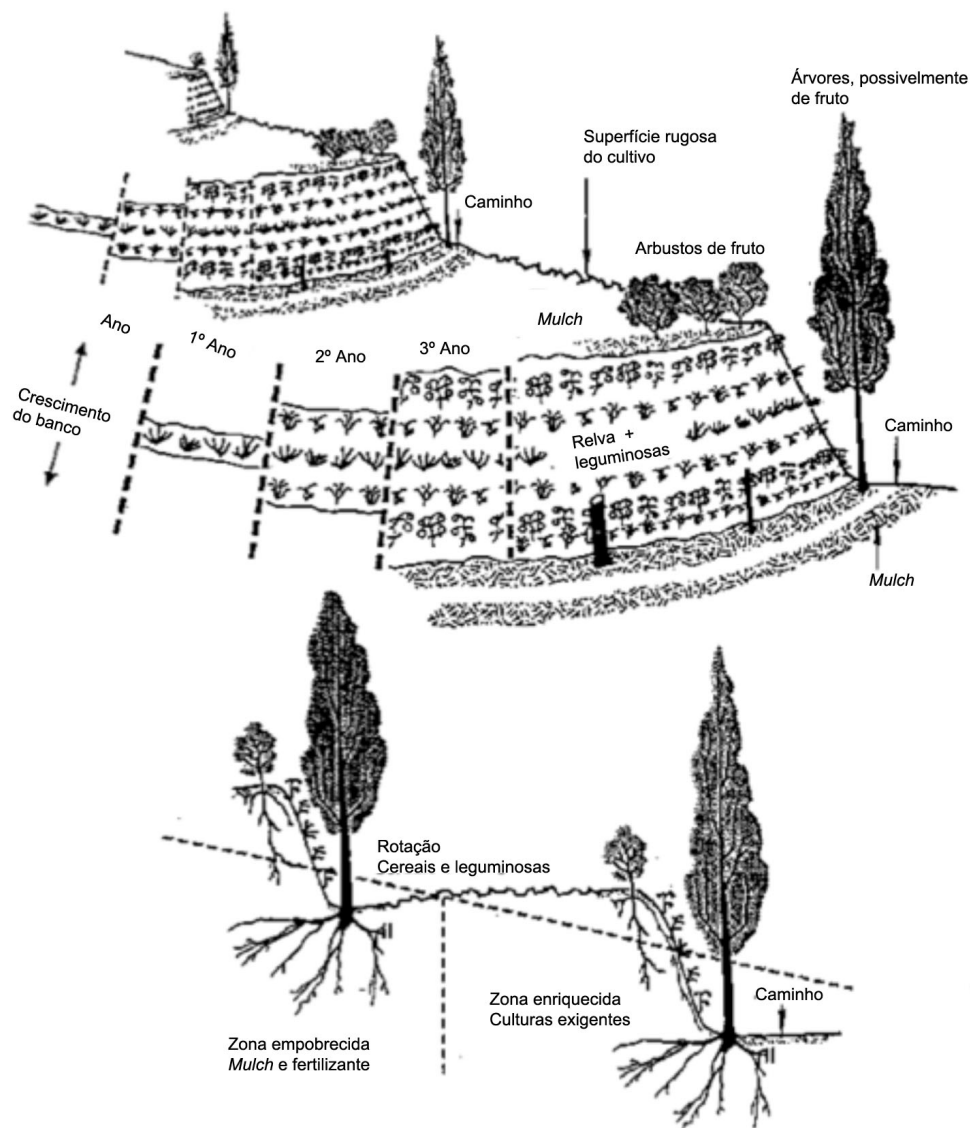 Árvores, possivelmente
de fruto
Superfície rugosa
do cultivo
Caminho
Arbustos de fruto
Mulch
Ano
1º Ano
2º Ano
3º Ano
Crescimento
do banco
Relva +
leguminosas
Caminho
Mulch
Rotação
Cereais e leguminosas
Zona enriquecida
Culturas exigentes
Caminho
Zona empobrecida
Mulch e fertilizante